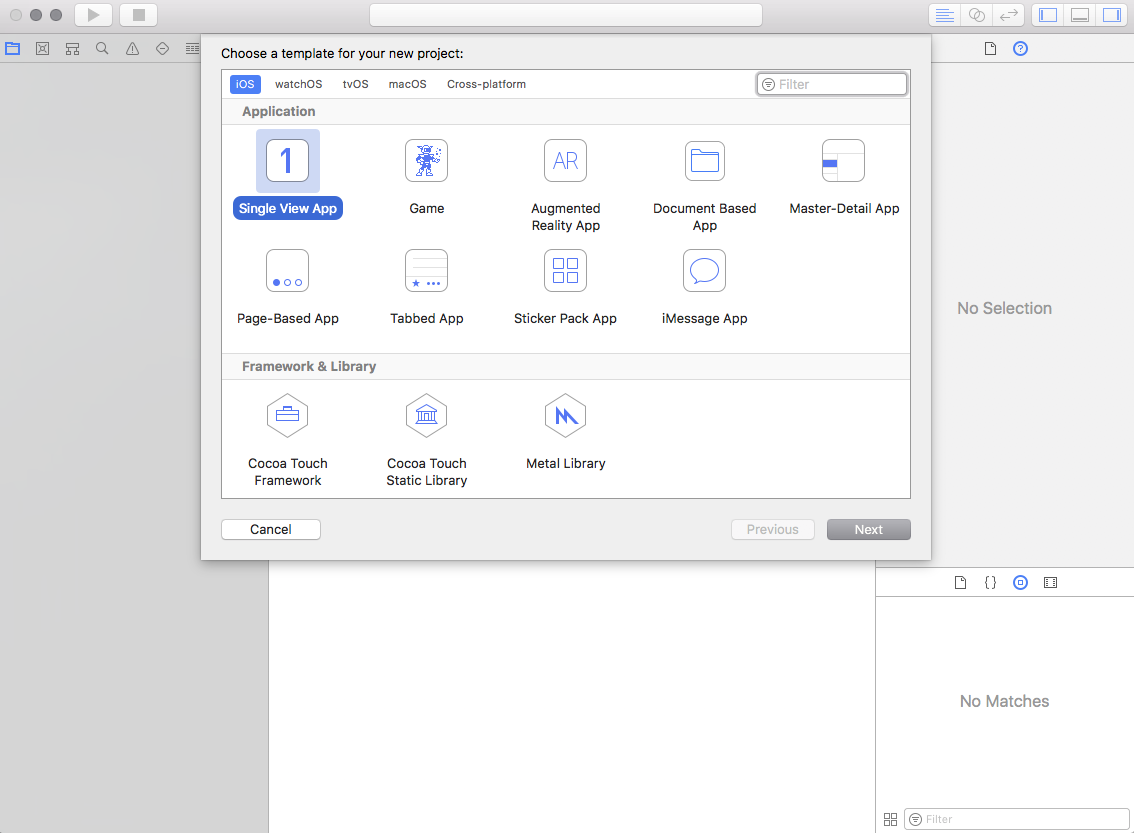 Choose a template for your new project:
iOS watchOS tvOS macOS Cross-platform Filter
Application
1 AR
Single View App Game Augmented Reality App Document Based App Master-Detail App
Page-Based App Tabbed App Sticker Pack App iMessage App
No Selection
Framework & Library
Cocoa Touch Framework Cocoa Touch Static Library Metal Library
Cancel Previous Next
{}
No Matches
Filter